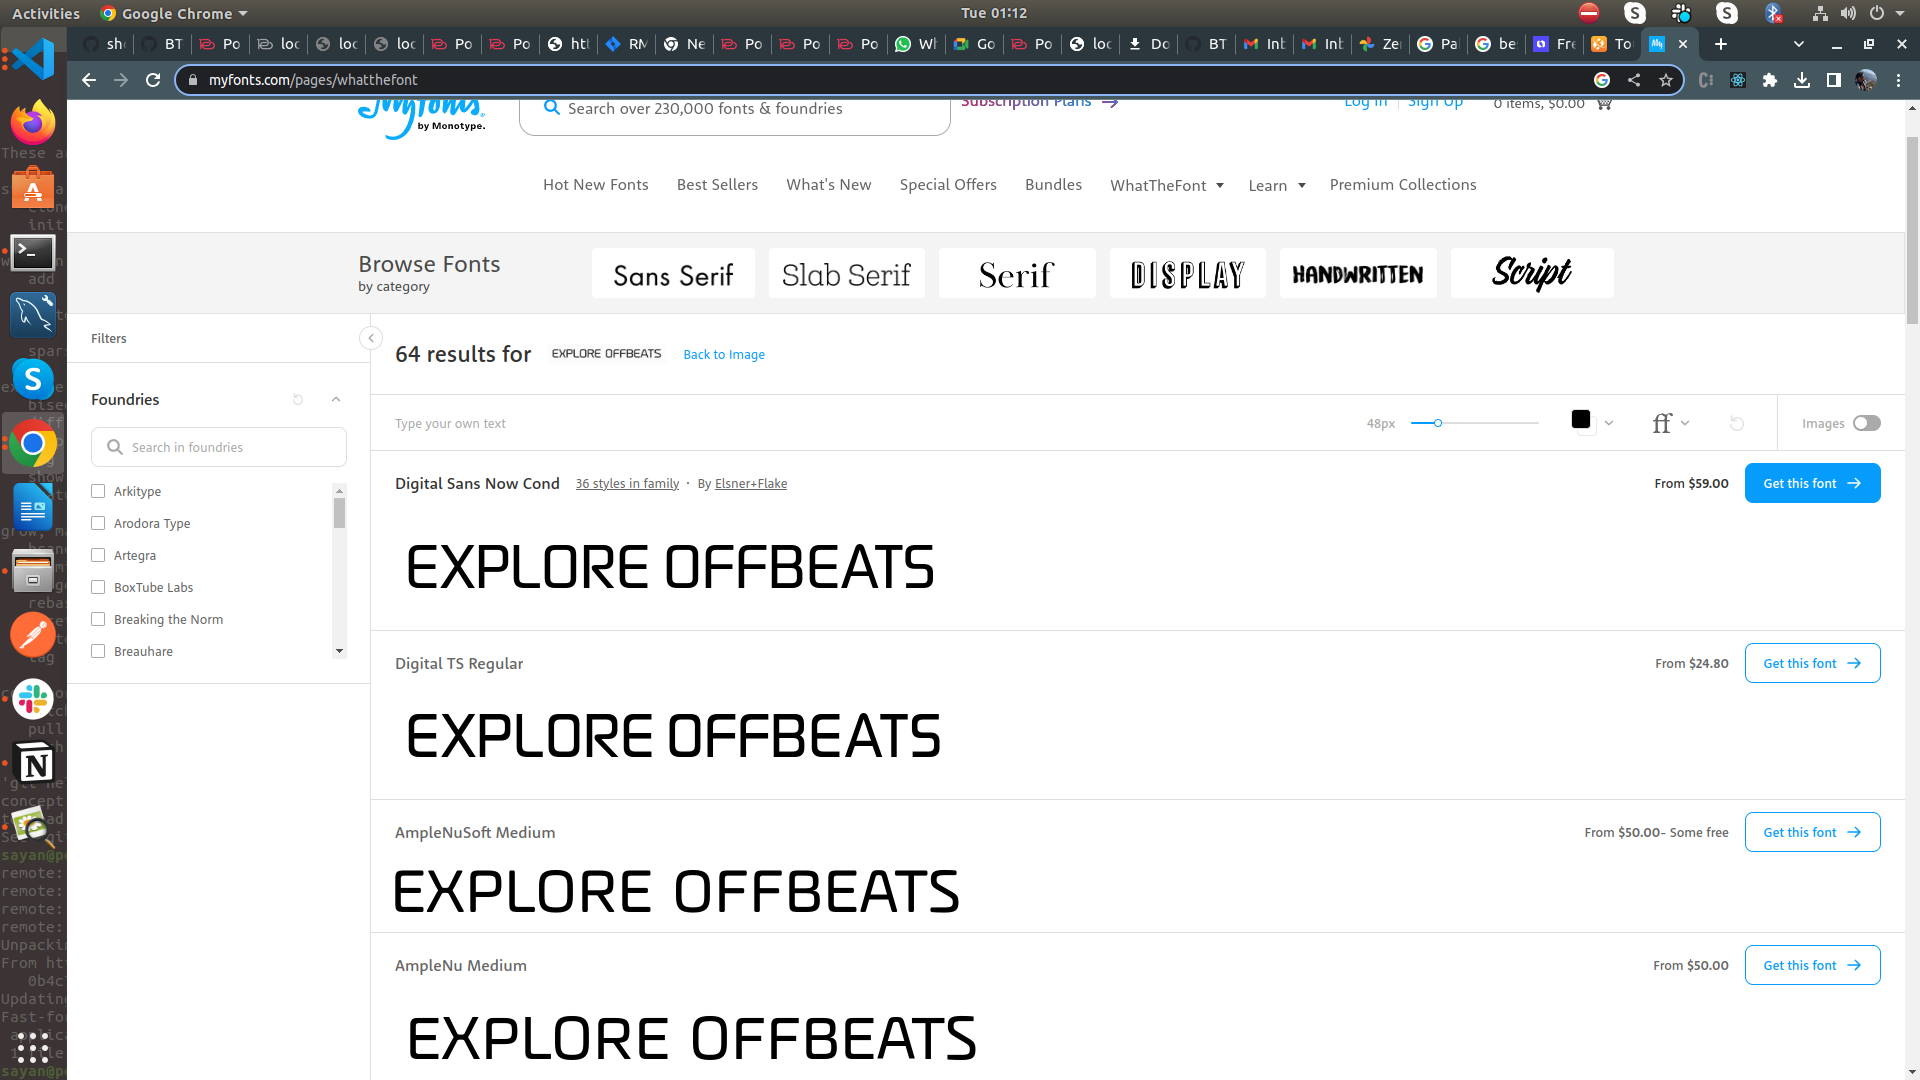 Activities
Google Chrome
Tue 01:12
sh
BT
Po
loc
loc
loc
Po
Po
htt
RM
Ne
Po
Po
Po
Wh
Go
Po
loc
Do
BT
Inb
Inb
Zer
Pa
be
Fre
To
myfonts.com/pages/whatthefont
Myfonts
by Monotype.
Search over 230,000 fonts & foundries
Subscription Plans
Log In
Sign Up
0 items, $0.00
Hot New Fonts
Best Sellers
What's New
Special Offers
Bundles
WhatTheFont
Learn
Premium Collections
Browse Fonts
by category
Sans Serif
Slab Serif
Serif
DISPLAY
HANDWRITTEN
Script
Filters
64 results for
EXPLORE OFFBEATS
Back to Image
Foundries
Search in foundries
Arkitype
Arodora Type
Artegra
BoxTube Labs
Breaking the Norm
Breauhare
Type your own text
48px
ff
Images
Digital Sans Now Cond
36 styles in family · By Elsner+Flake
From $59.00
Get this font
EXPLORE OFFBEATS
Digital TS Regular
From $24.80
Get this font
EXPLORE OFFBEATS
AmpleNuSoft Medium
From $50.00- Some free
Get this font
EXPLORE OFFBEATS
AmpleNu Medium
From $50.00
Get this font
EXPLORE OFFBEATS
These ar
init
add
show
rebas
tag
pull
concept
sayan@p
remote:
remote:
remote:
remote:
Unpackin
From ht
0b4c
Updatin
Fast-fo
sayan@p